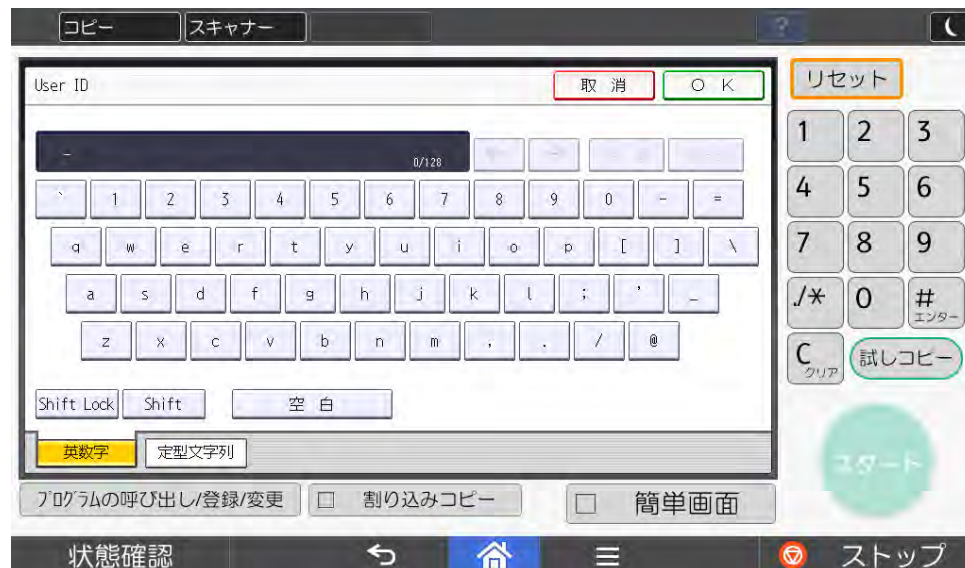 コピー スキャナー ?
User ID 取 消 O K リセット
_ 0/128
1 2 3
` 1 2 3 4 5 6 7 8 9 0 - =
4 5 6
q w e r t y u i o p [ ] \
7 8 9
a s d f g h j k l ; ' _
./* 0 #
エンター
z x c v b n m , . / @
C 試しコピー
クリア
Shift Lock Shift 空 白
英数字 定型文字列
スタート
ﾌﾟﾛｸﾞﾗﾑの呼び出し/登録/変更 割り込みコピー 簡単画面
状態確認 ストップ